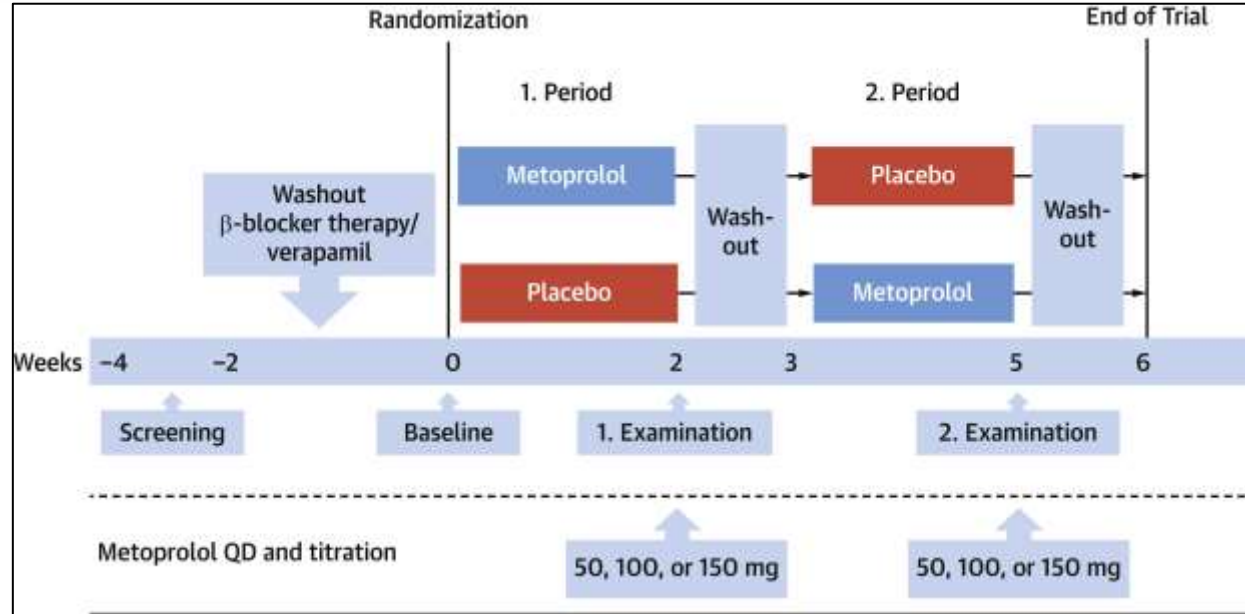 Randomization
End of Trial
1. Period
2. Period
Metoprolol
Placebo
Washout
β-blocker therapy/
verapamil
Wash-
out
Wash-
out
Placebo
Metoprolol
Weeks -4 -2 0 2 3 5 6
Screening
Baseline
1. Examination
2. Examination
Metoprolol QD and titration
50, 100, or 150 mg
50, 100, or 150 mg